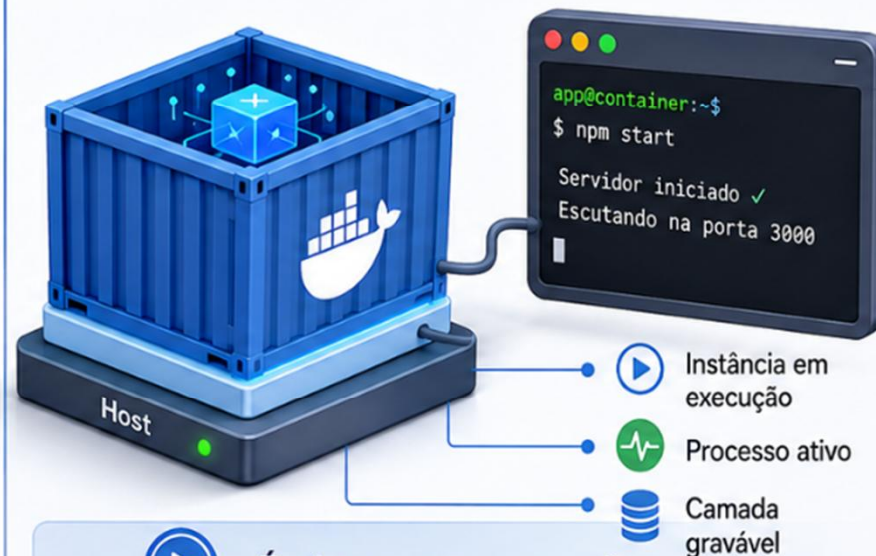 app@container:~$
$ npm start
Servidor iniciado ✓
Escutando na porta 3000
Host
Instância em
execução
Processo ativo
Camada
gravável